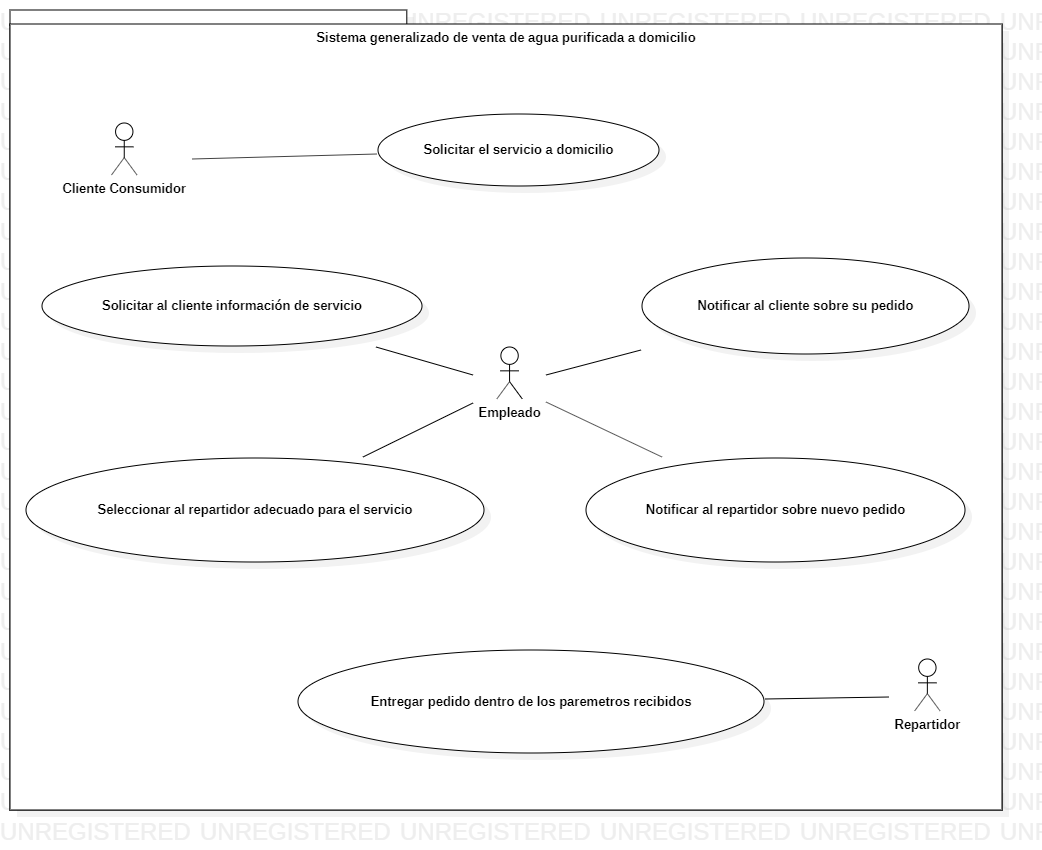 Sistema generalizado de venta de agua purificada a domicilio
Solicitar el servicio a domicilio
Cliente Consumidor
Solicitar al cliente información de servicio
Notificar al cliente sobre su pedido
Empleado
Seleccionar al repartidor adecuado para el servicio
Notificar al repartidor sobre nuevo pedido
Entregar pedido dentro de los paremetros recibidos
Repartidor
UNREGISTERED UNREGISTERED UNREGISTERED UNREGISTERED UNREGISTERED